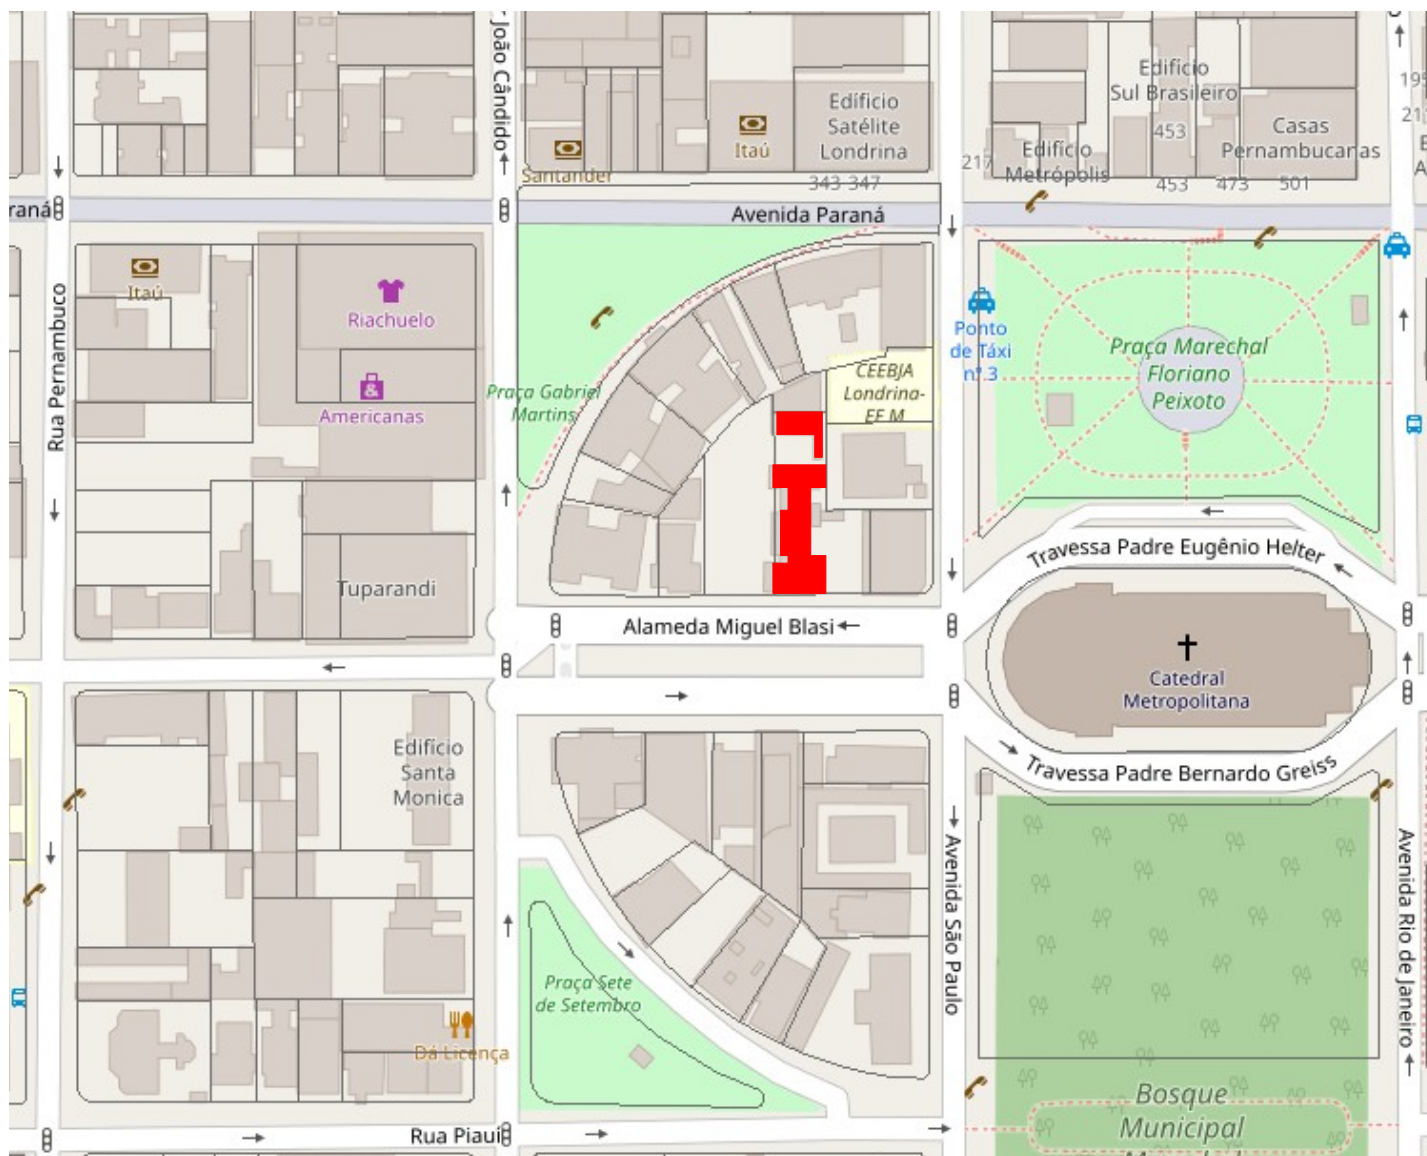 João Cândido
Edíficio
Satélite
Londrina
343 347
Itaú
Santander
Edifício
Sul Brasileiro
453
Casas
Pernambucanas
Edifício
Metrópolis
217
453
473
501
raná
Avenida Paraná
Rua Pernambuco
Itaú
Riachuelo
Americanas
Praça Gabriel
Martins
CEEBJA
Londrina-
EF M
Ponto
de Táxi
nº 3
Praça Marechal
Floriano
Peixoto
Tuparandi
Travessa Padre Eugênio Helter
Alameda Miguel Blasi
Catedral
Metropolitana
Edifício
Santa
Monica
Travessa Padre Bernardo Greiss
Avenida São Paulo
Avenida Rio de Janeiro
Praça Sete
de Setembro
Dá Licença
Rua Piauí
Bosque
Municipal